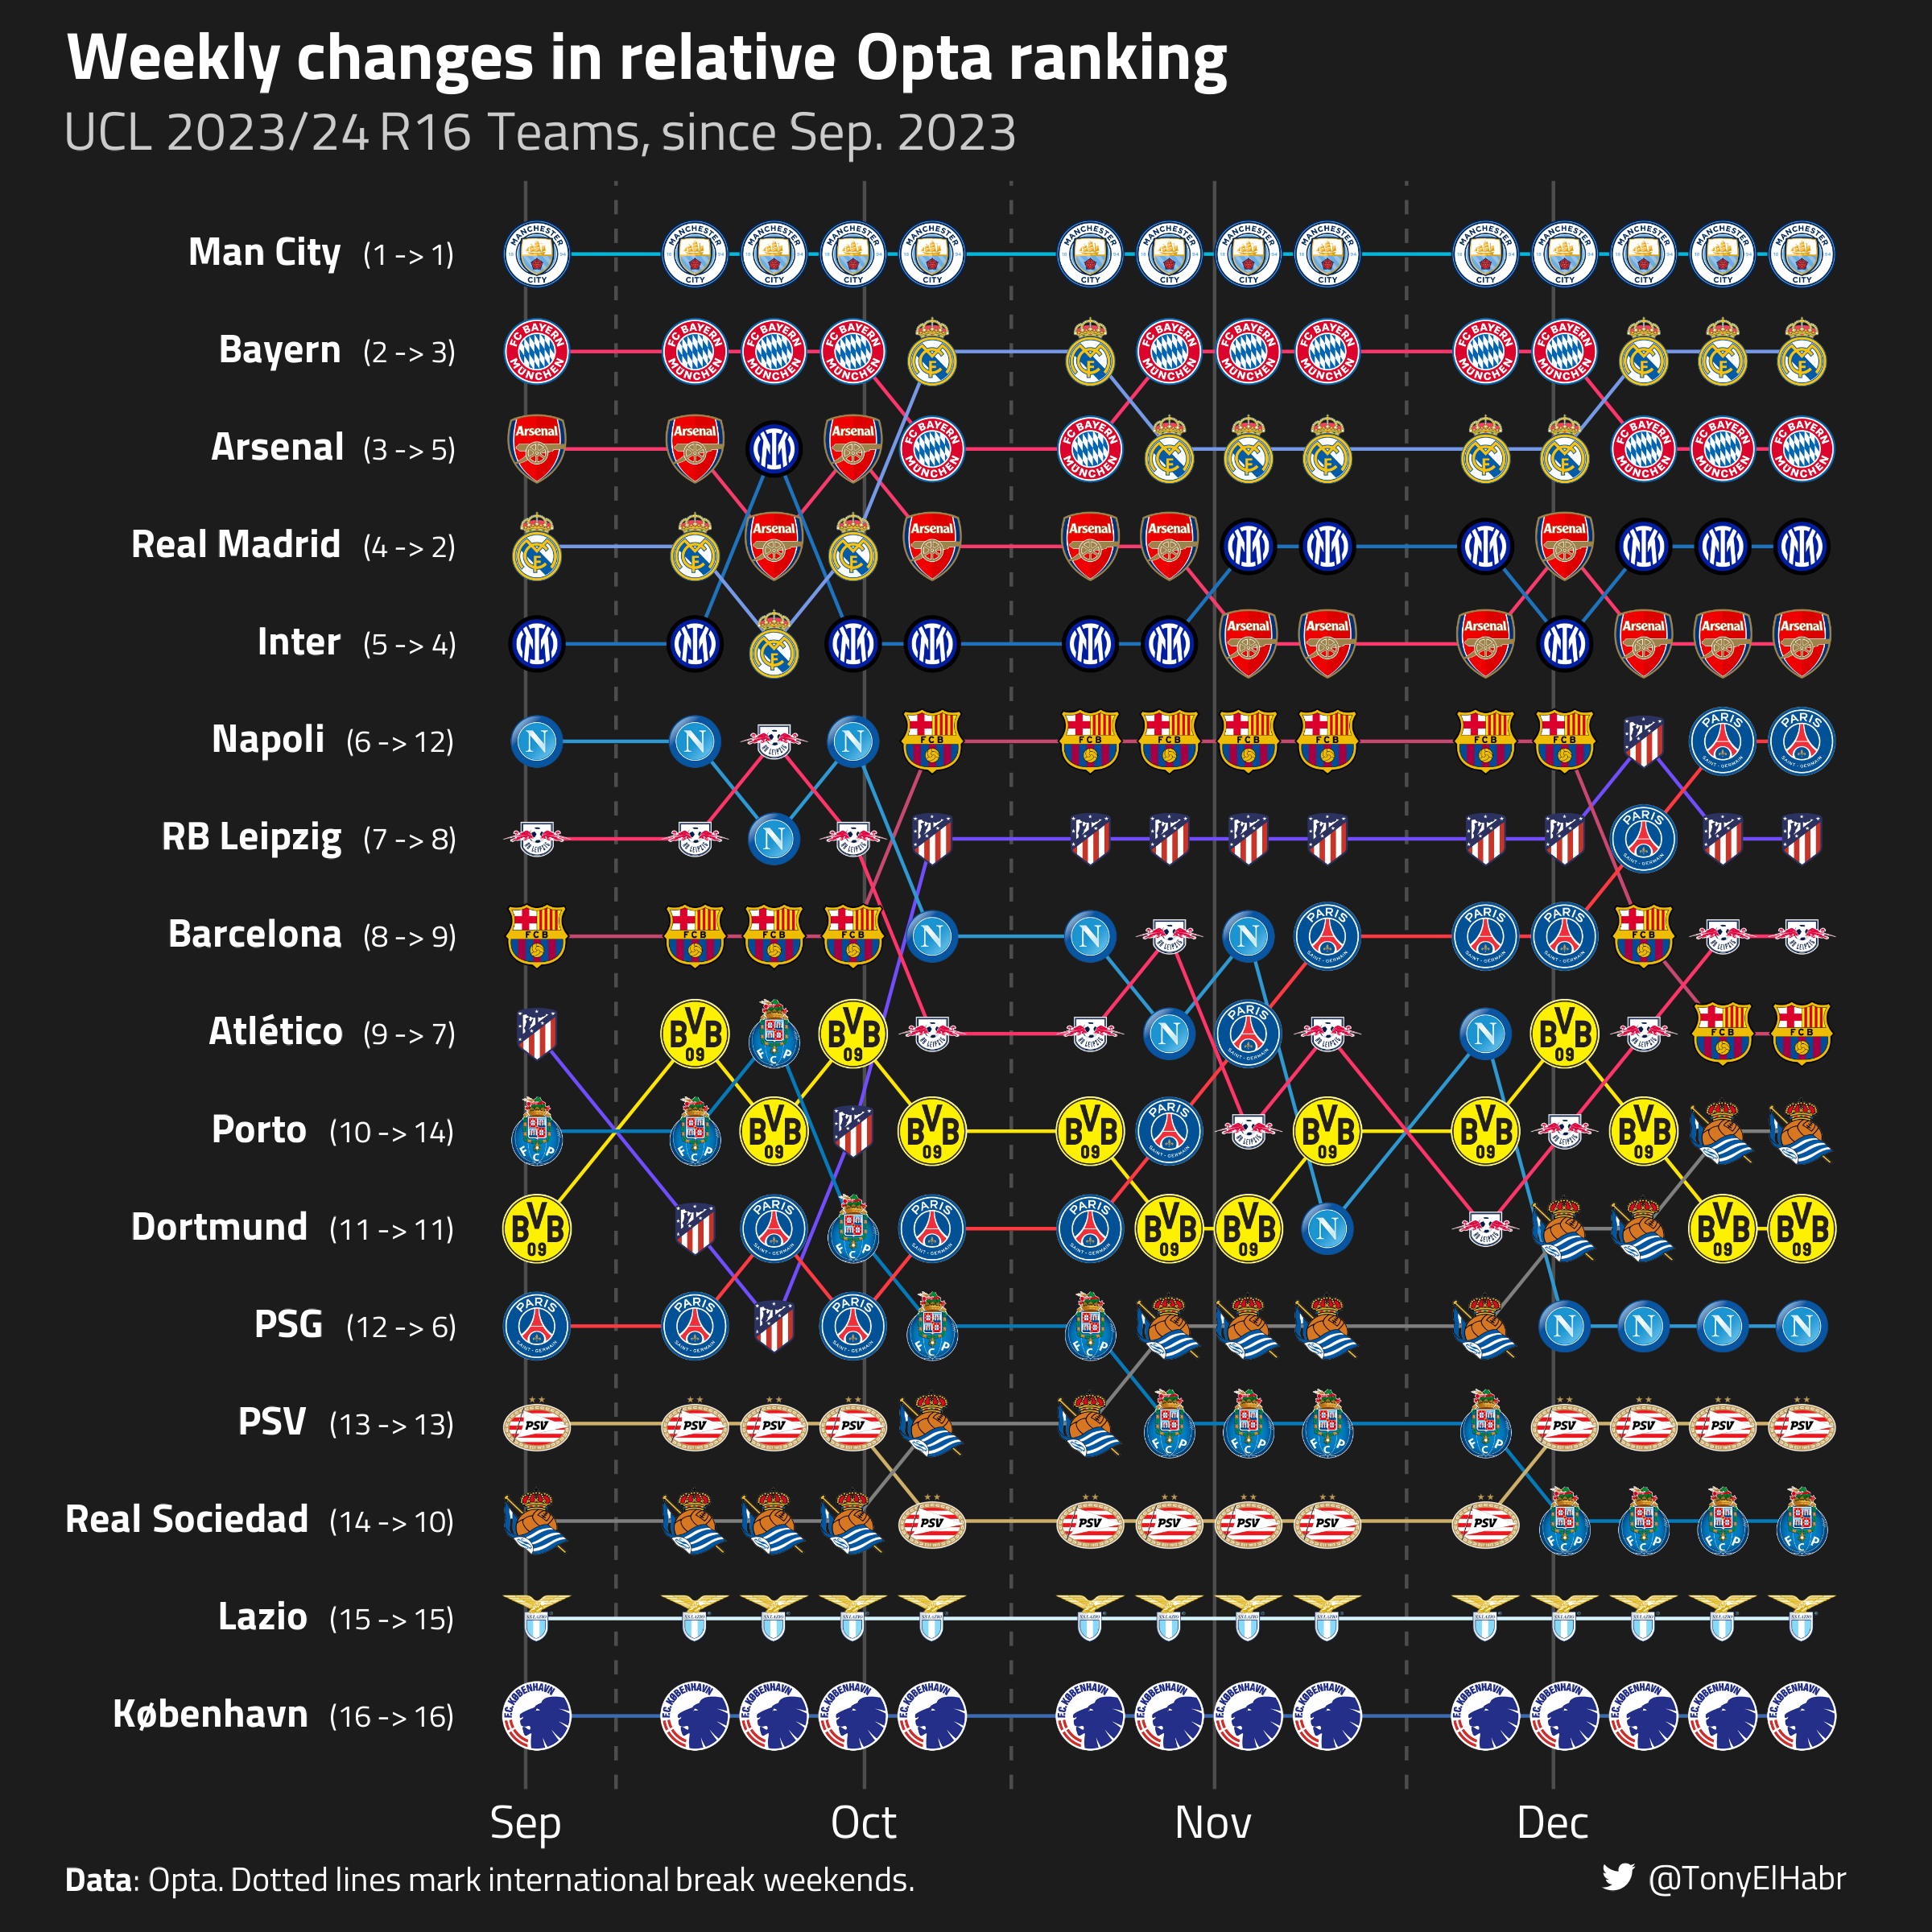 Weekly changes in relative Opta ranking
UCL 2023/24 R16 Teams, since Sep. 2023
Man City (1 -> 1)
Bayern (2 -> 3)
Arsenal (3 -> 5)
Real Madrid (4 -> 2)
Inter (5 -> 4)
Napoli (6 -> 12)
RB Leipzig (7 -> 8)
Barcelona (8 -> 9)
Atlético (9 -> 7)
Porto (10 -> 14)
Dortmund (11 -> 11)
PSG (12 -> 6)
PSV (13 -> 13)
Real Sociedad (14 -> 10)
Lazio (15 -> 15)
København (16 -> 16)
Sep Oct Nov Dec
Data: Opta. Dotted lines mark international break weekends.
@TonyElHabr